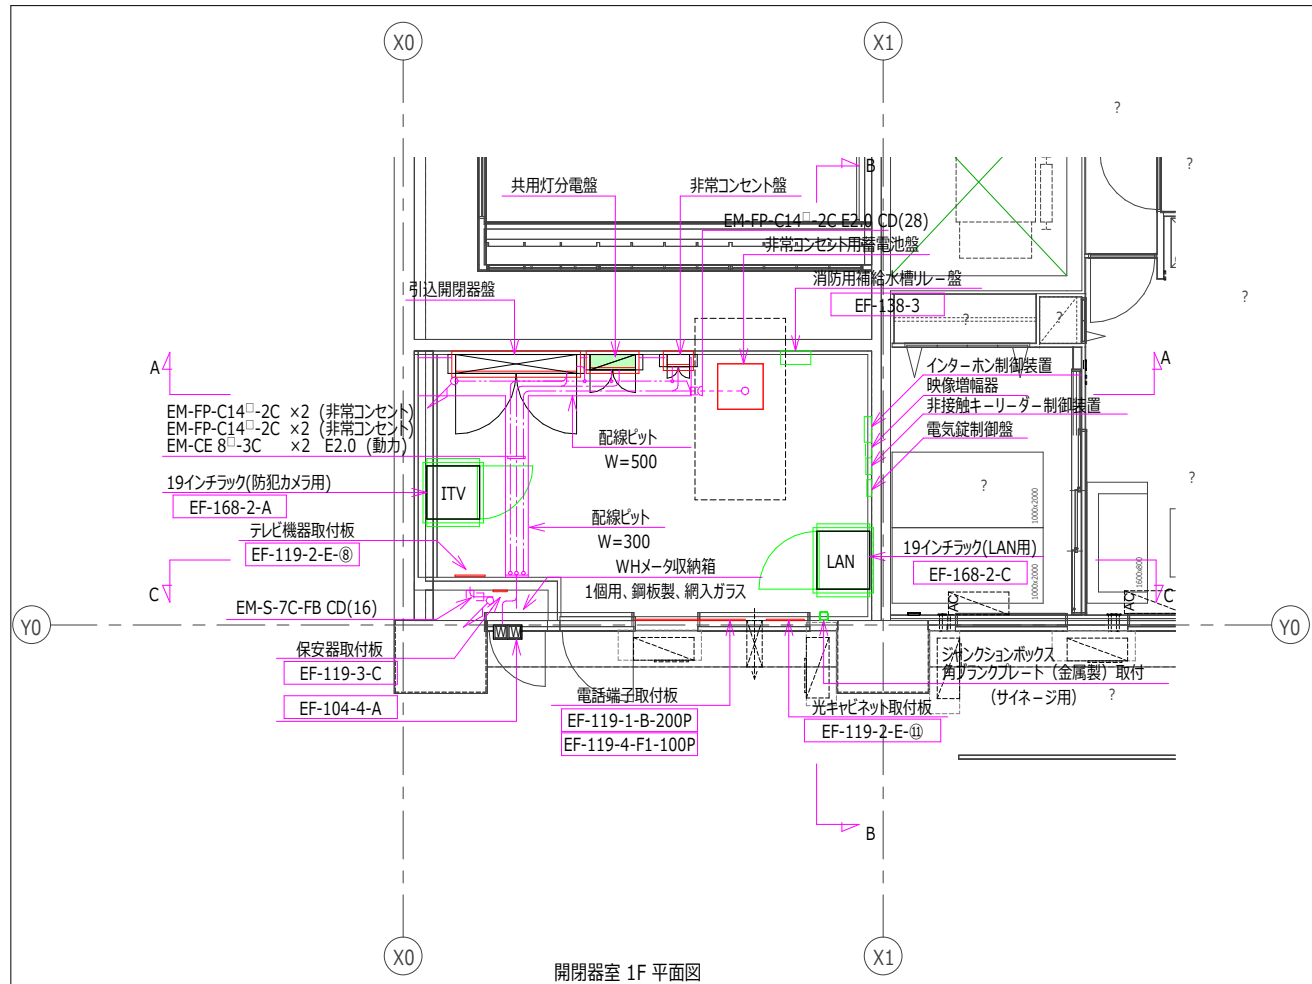 X0
X1
?
?
B
共用灯分電盤
非常コンセント盤
EM-FP-C14□-2C E2.0 CD(28)
非常コンセント用蓄電池盤
消防用補給水槽リレー盤
EF-138-3
引込開閉器盤
?
?
?
A
A
インターホン制御装置
映像増幅器
非接触キーリーダー制御装置
電気錠制御盤
EM-FP-C14□-2C ×2 (非常コンセント)
EM-FP-C14□-2C ×2 (非常コンセント)
EM-CE 8□-3C ×2 E2.0 (動力)
配線ピット
W=500
19インチラック(防犯カメラ用)
EF-168-2-A
ITV
?
?
1000x2000
テレビ機器取付板
EF-119-2-E-⑧
配線ピット
W=300
WHメータ収納箱
1個用、鋼板製、網入ガラス
LAN
19インチラック(LAN用)
EF-168-2-C
1000x2000
1600x800
C
C
AC
AC
EM-S-7C-FB CD(16)
Y0
Y0
WW
保安器取付板
EF-119-3-C
EF-104-4-A
電話端子取付板
EF-119-1-B-200P
EF-119-4-F1-100P
光キャビネット取付板
EF-119-2-E-⑪
ジャンクションボックス
角ブランクプレート（金属製）取付
(サイネージ用)
?
B
X0
X1
開閉器室 1F 平面図